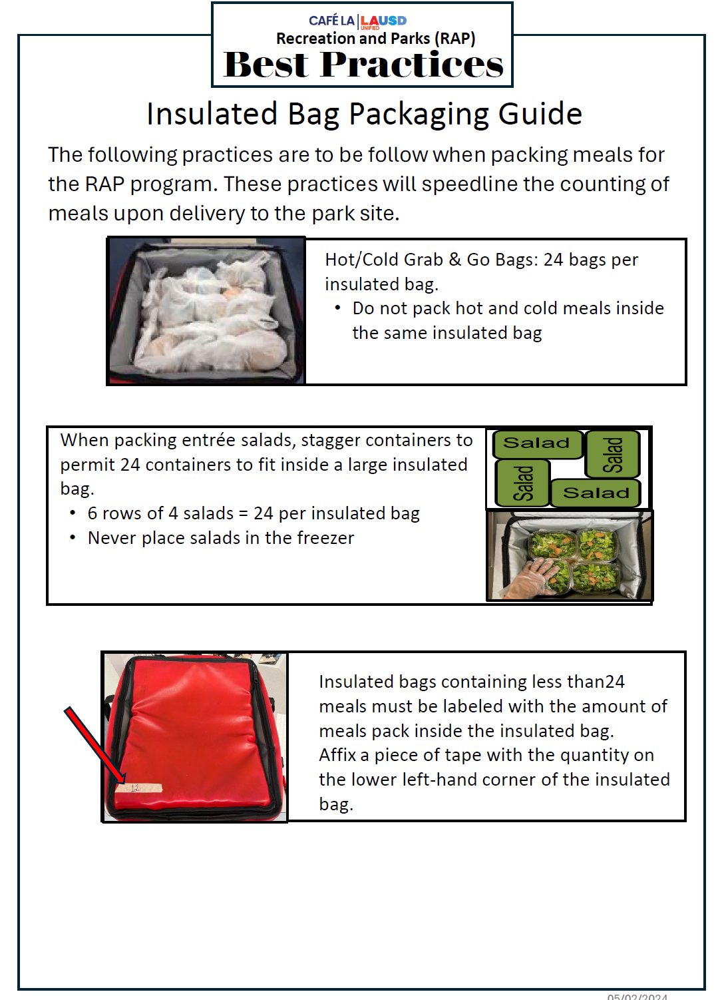 CAFÉ LA LAUSD
UNIFIED
Recreation and Parks (RAP)
Best Practices
Insulated Bag Packaging Guide
The following practices are to be follow when packing meals for
the RAP program. These practices will speedline the counting of
meals upon delivery to the park site.
Hot/Cold Grab & Go Bags: 24 bags per
insulated bag.
• Do not pack hot and cold meals inside
the same insulated bag
When packing entrée salads, stagger containers to
permit 24 containers to fit inside a large insulated
bag.
• 6 rows of 4 salads = 24 per insulated bag
• Never place salads in the freezer
Salad
Salad
Salad
Salad
Insulated bags containing less than24
meals must be labeled with the amount of
meals pack inside the insulated bag.
Affix a piece of tape with the quantity on
the lower left-hand corner of the insulated
bag.
12
05/02/2024